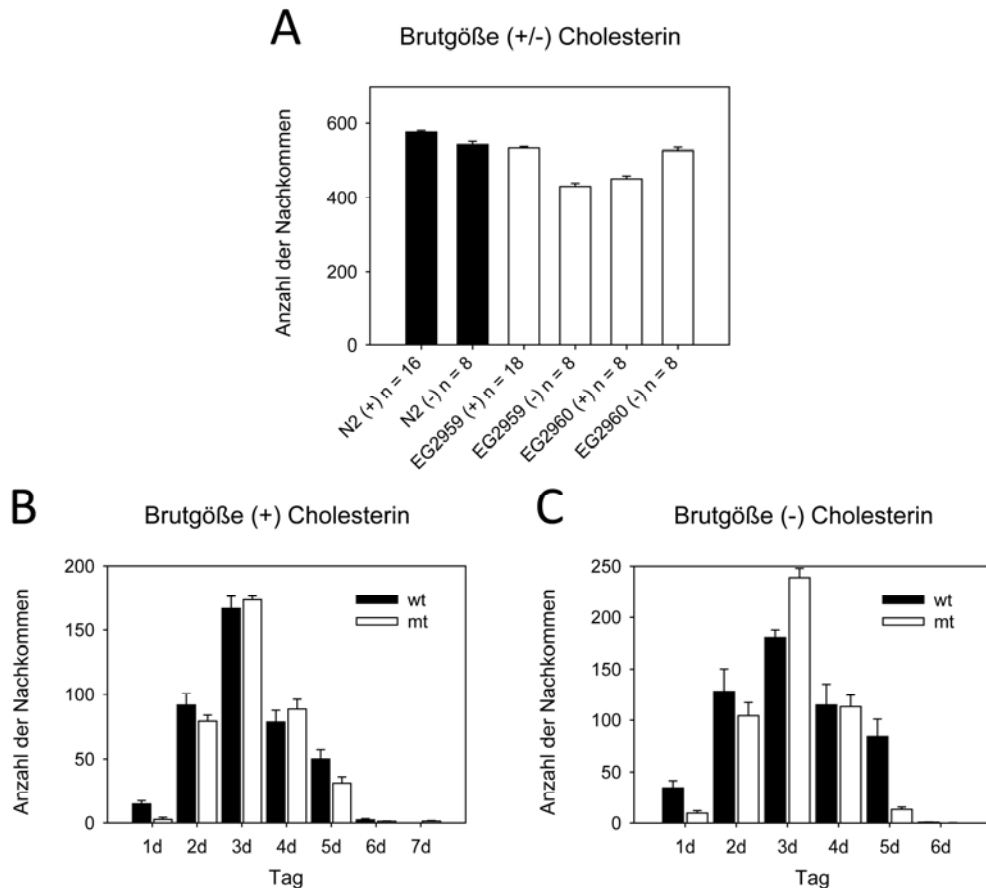 A
Brutgöße (+/-) Cholesterin
Anzahl der Nachkommen
600
400
200
0
N2 (+) n = 16
N2 (-) n = 8
EG2959 (+) n = 18
EG2959 (-) n = 8
EG2960 (+) n = 8
EG2960 (-) n = 8
B
Brutgöße (+) Cholesterin
Anzahl der Nachkommen
200
150
100
50
0
wt
mt
1d 2d 3d 4d 5d 6d 7d
Tag
C
Brutgöße (-) Cholesterin
Anzahl der Nachkommen
250
200
150
100
50
0
wt
mt
1d 2d 3d 4d 5d 6d
Tag